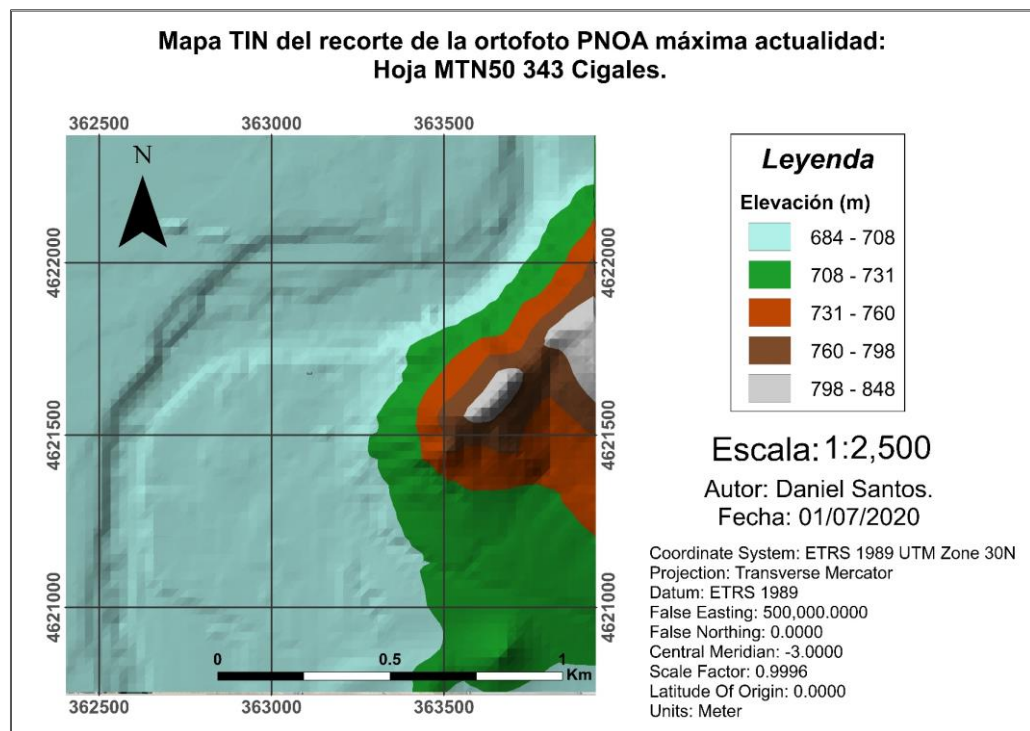 Mapa TIN del recorte de la ortofoto PNOA máxima actualidad:
Hoja MTN50 343 Cigales.
362500 363000 363500
N
4622000 4622000
4621500 4621500
4621000 4621000
0 0.5 1
Km
362500 363000 363500
Leyenda
Elevación (m)
684 - 708
708 - 731
731 - 760
760 - 798
798 - 848
Escala: 1:2,500
Autor: Daniel Santos.
Fecha: 01/07/2020
Coordinate System: ETRS 1989 UTM Zone 30N
Projection: Transverse Mercator
Datum: ETRS 1989
False Easting: 500,000.0000
False Northing: 0.0000
Central Meridian: -3.0000
Scale Factor: 0.9996
Latitude Of Origin: 0.0000
Units: Meter